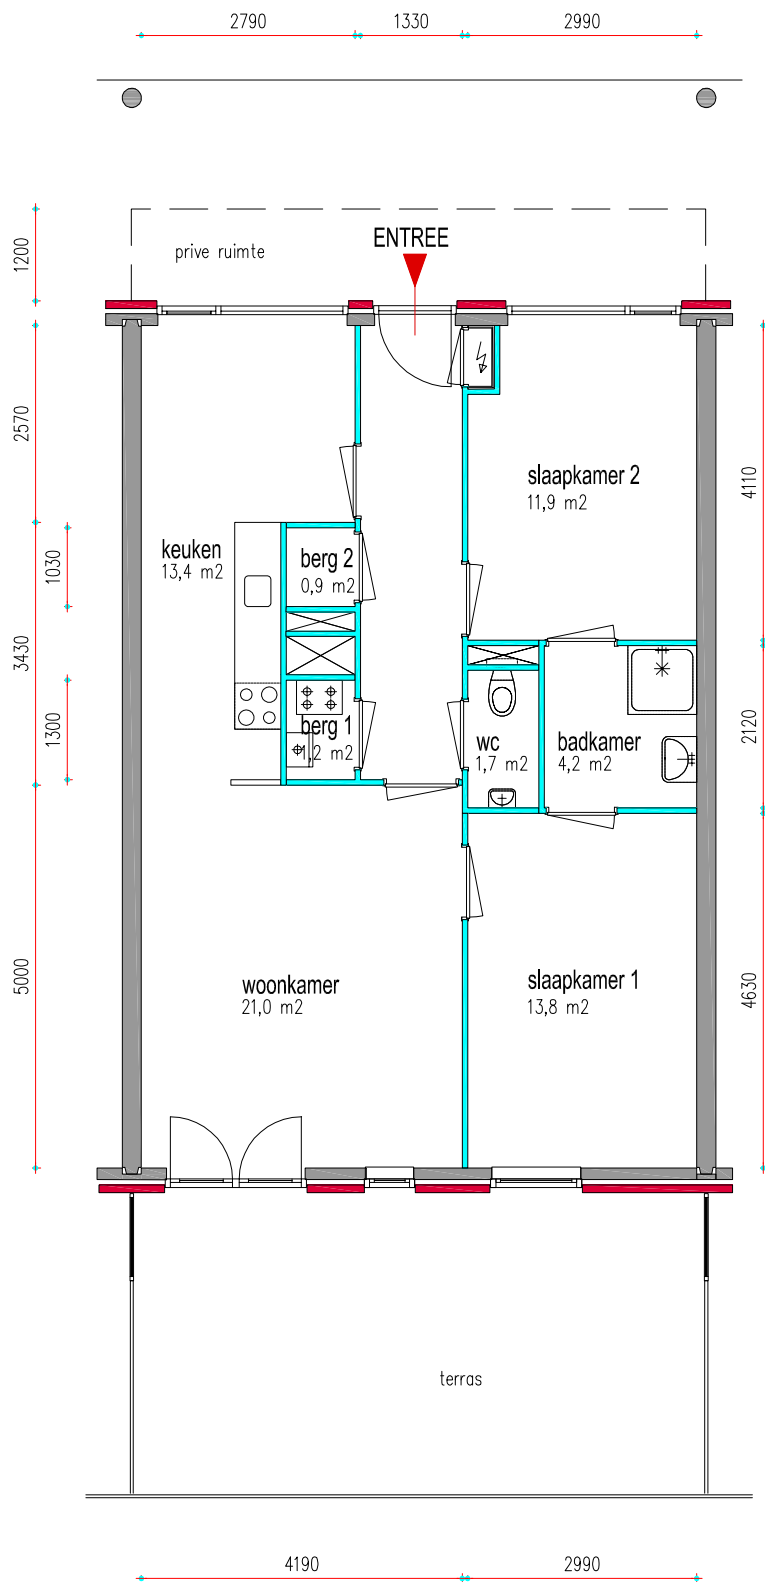 2790
1330
2990
1200
prive ruimte
ENTREE
2570
4110
slaapkamer 2
11,9 m2
keuken
13,4 m2
berg 2
0,9 m2
1030
3430
1300
berg 1
1,2 m2
wc
1,7 m2
badkamer
4,2 m2
2120
5000
woonkamer
21,0 m2
slaapkamer 1
13,8 m2
4630
terras
4190
2990